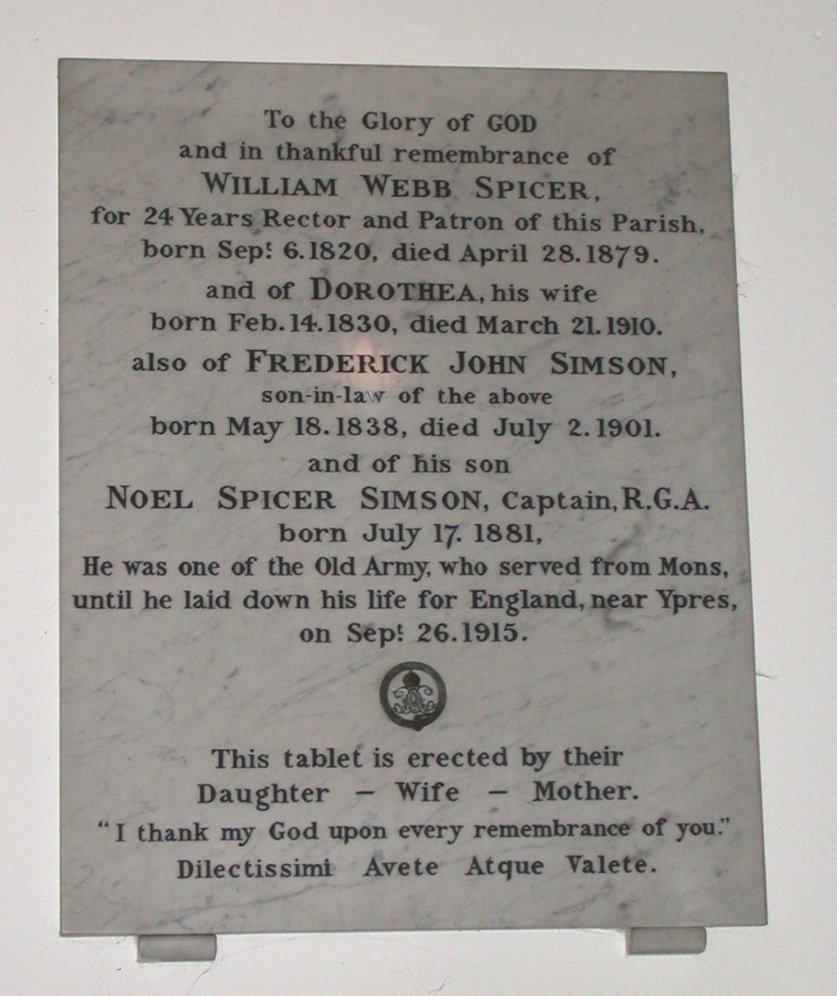 To the Glory of GOD
and in thankful remembrance of
WILLIAM WEBB SPICER,
for 24 Years Rector and Patron of this Parish,
born Sept. 6. 1820, died April 28. 1879.
and of DOROTHEA, his wife
born Feb. 14. 1830, died March 21. 1910.
also of FREDERICK JOHN SIMSON,
son-in-law of the above
born May 18. 1838, died July 2. 1901.
and of his son
NOEL SPICER SIMSON, Captain, R.G.A.
born July 17. 1881,
He was one of the Old Army, who served from Mons,
until he laid down his life for England, near Ypres,
on Sept. 26. 1915.
This tablet is erected by their
Daughter – Wife – Mother.
"I thank my God upon every remembrance of you."
Dilectissimi Avete Atque Valete.